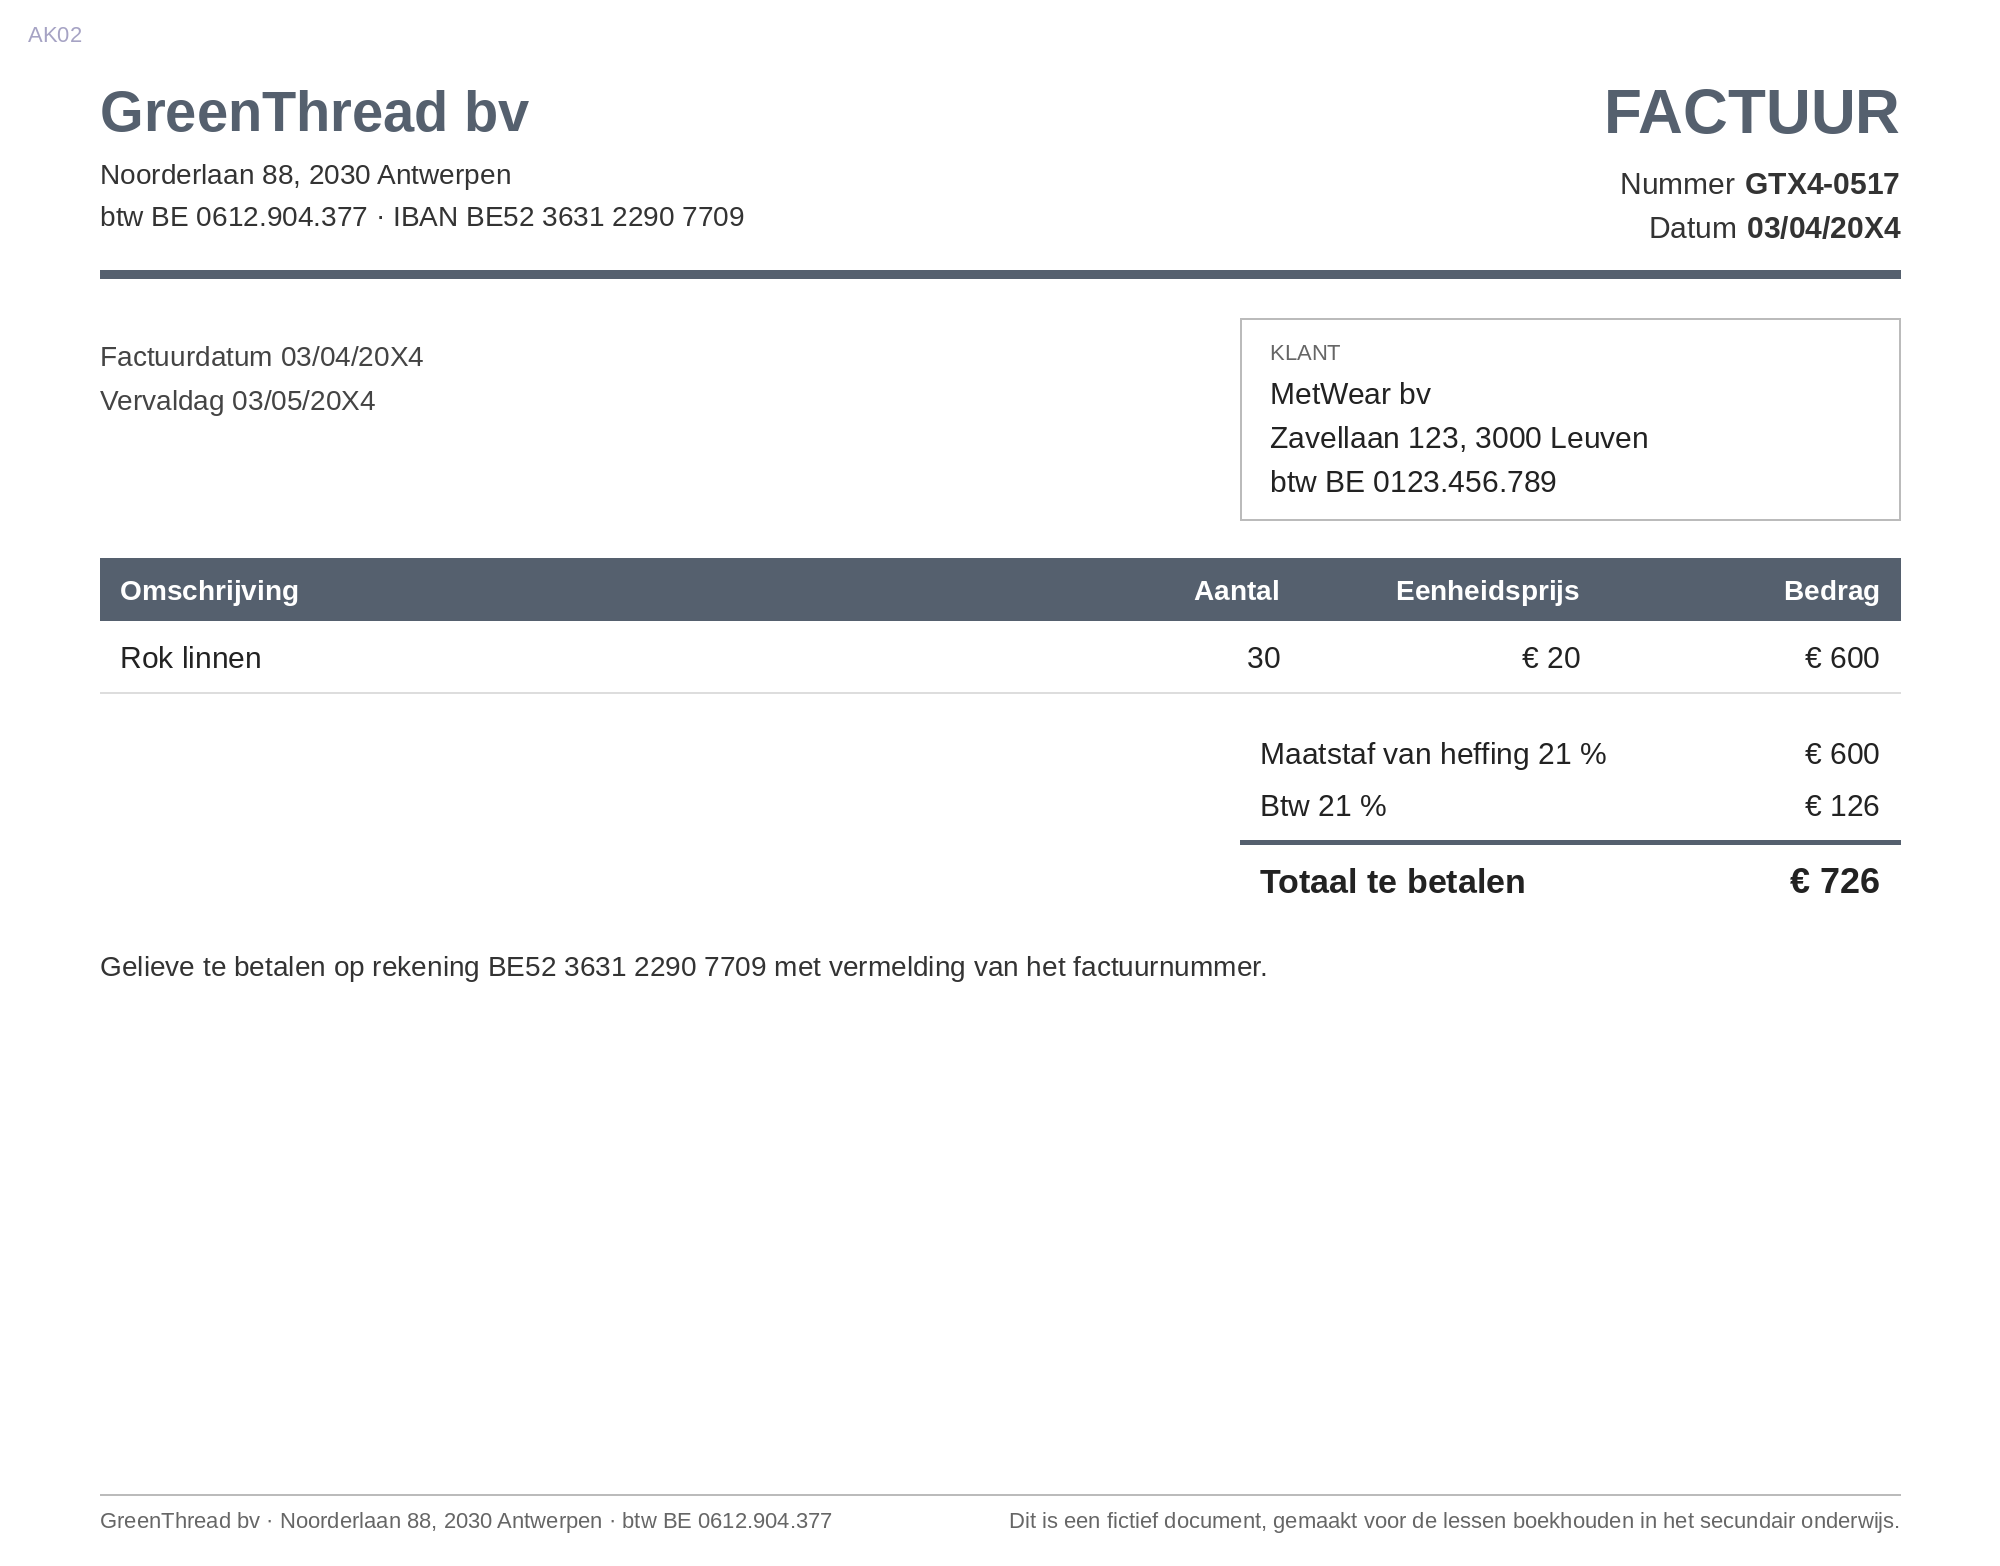 AK02
GreenThread bv
FACTUUR
Noorderlaan 88, 2030 Antwerpen
btw BE 0612.904.377 · IBAN BE52 3631 2290 7709
Nummer GTX4-0517
Datum 03/04/20X4
Factuurdatum 03/04/20X4
Vervaldag 03/05/20X4
KLANT
MetWear bv
Zavellaan 123, 3000 Leuven
btw BE 0123.456.789
Omschrijving Aantal Eenheidsprijs Bedrag
Rok linnen 30 € 20 € 600
Maatstaf van heffing 21 % € 600
Btw 21 % € 126
Totaal te betalen € 726
Gelieve te betalen op rekening BE52 3631 2290 7709 met vermelding van het factuurnummer.
GreenThread bv · Noorderlaan 88, 2030 Antwerpen · btw BE 0612.904.377
Dit is een fictief document, gemaakt voor de lessen boekhouden in het secundair onderwijs.